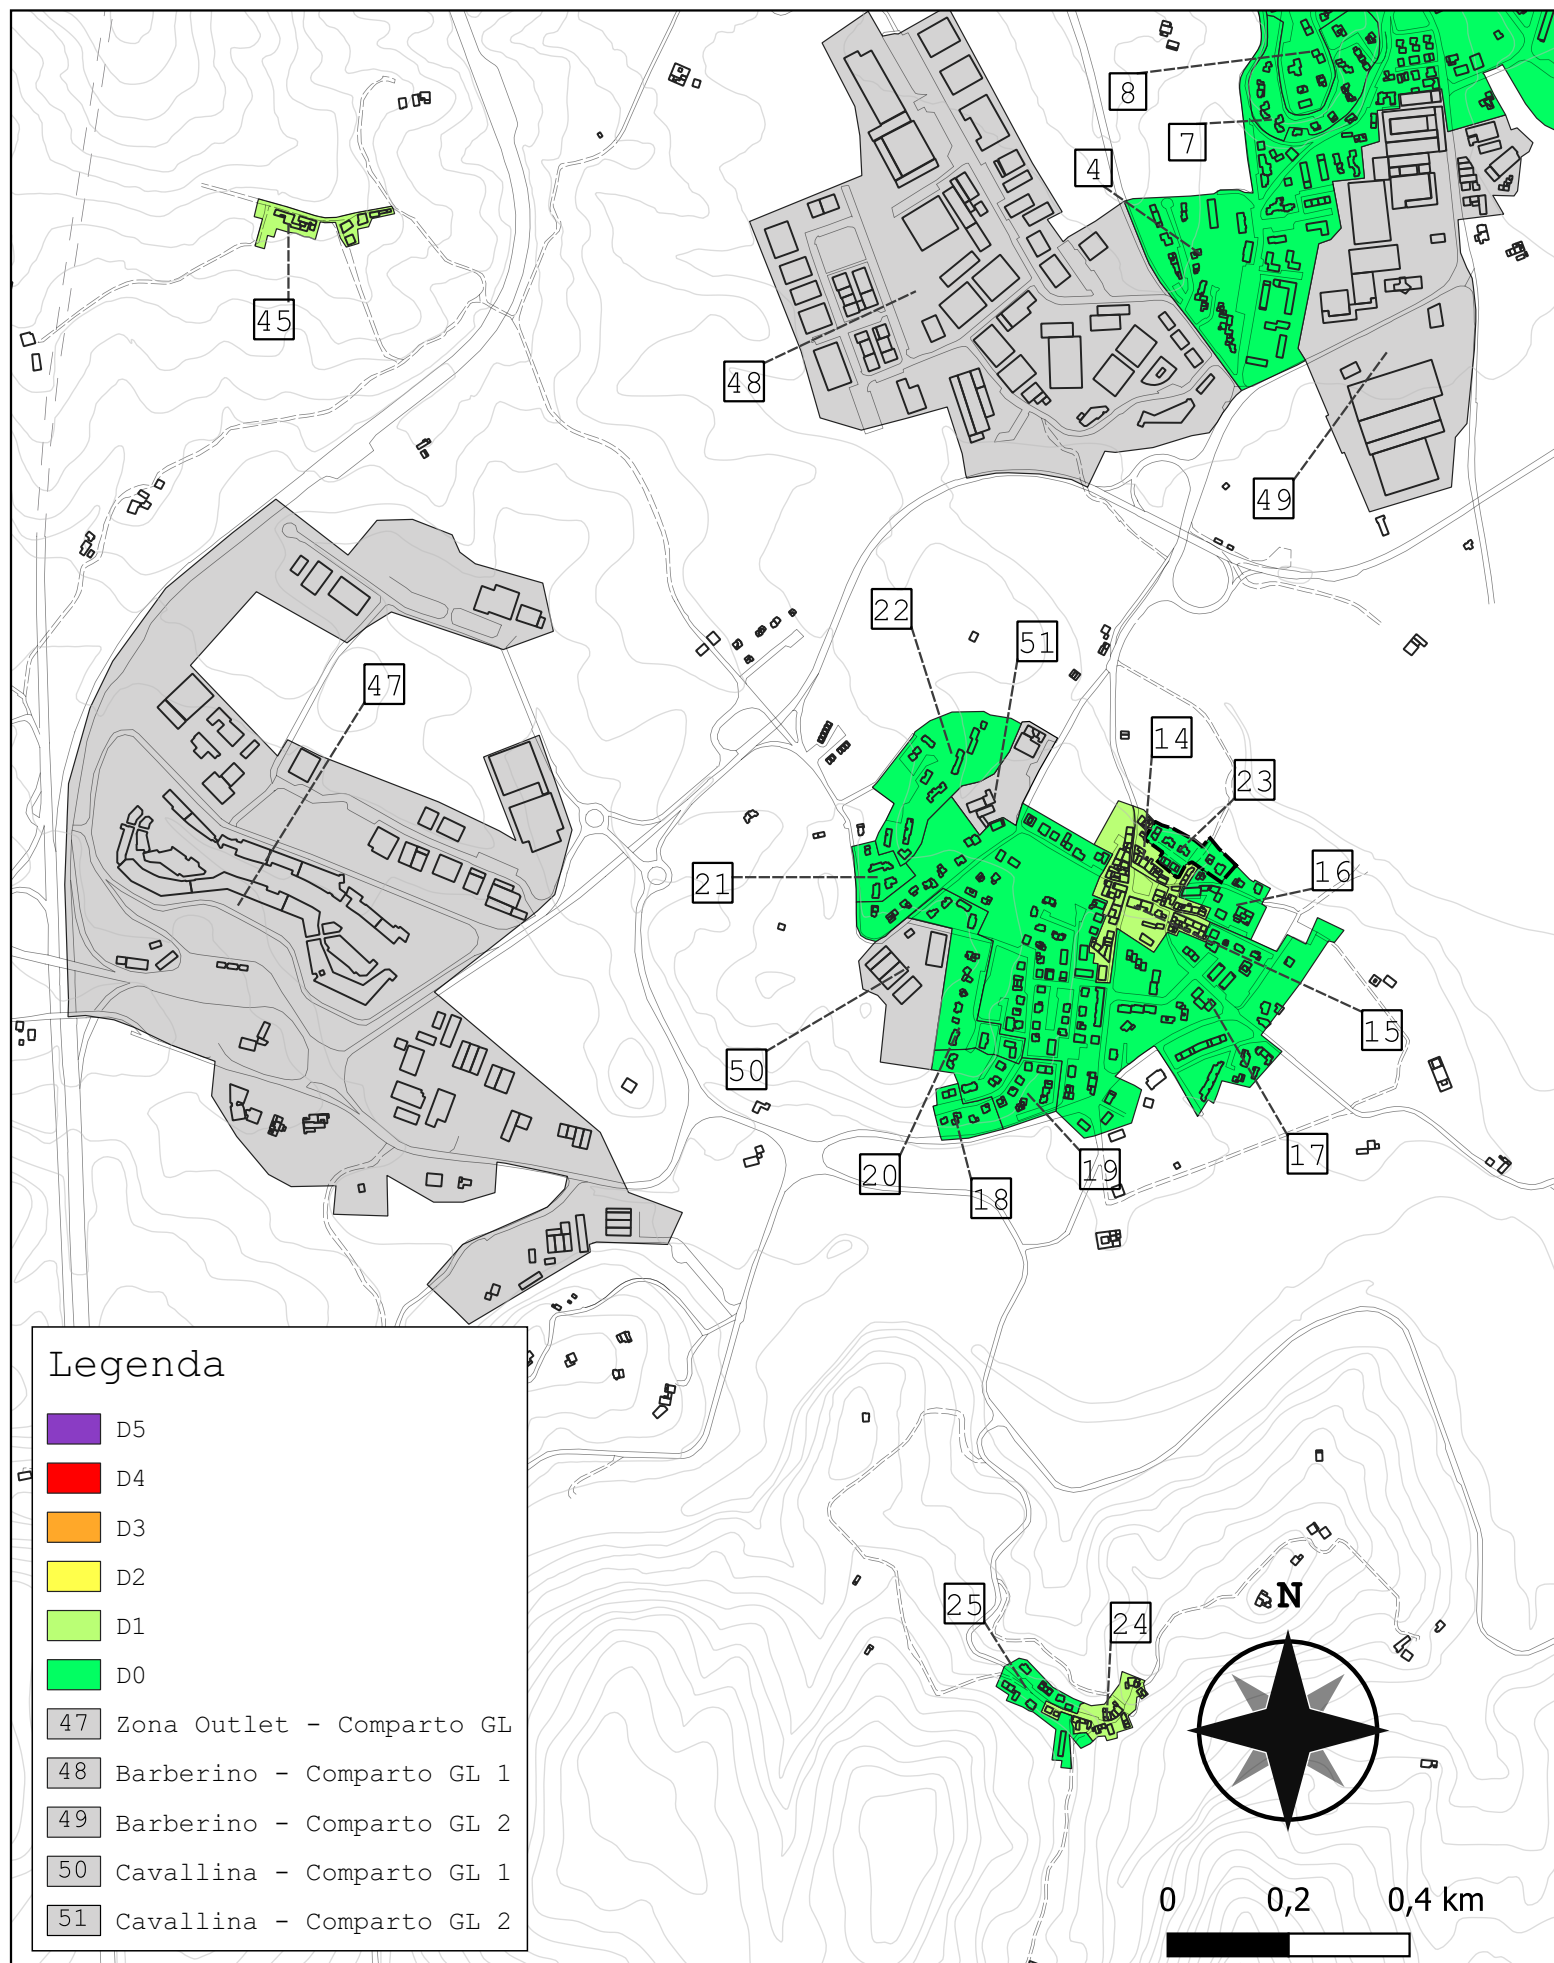 8
7
4
45
48
49
22
51
47
14
23
16
21
15
50
17
20
19
18
Legenda
D5
D4
D3
D2
D1
D0
47 Zona Outlet - Comparto GL
48 Barberino - Comparto GL 1
49 Barberino - Comparto GL 2
50 Cavallina - Comparto GL 1
51 Cavallina - Comparto GL 2
25
24
N
0 0,2 0,4 km